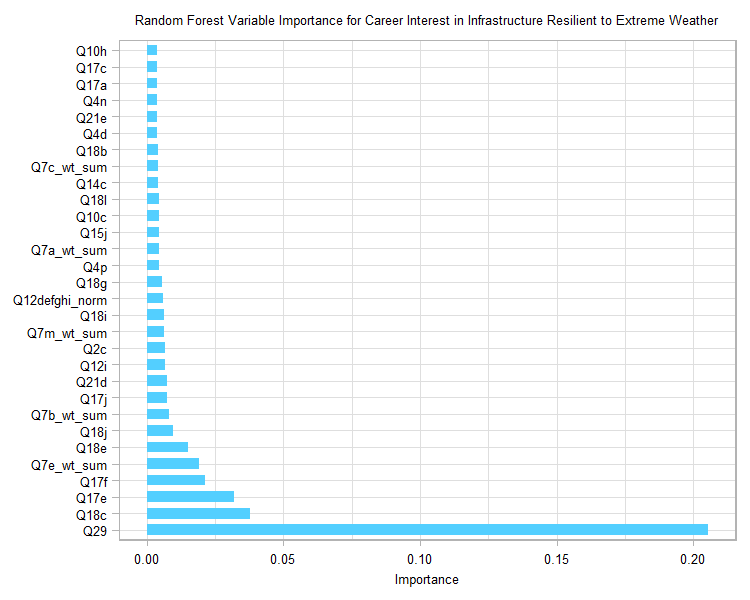 Random Forest Variable Importance for Career Interest in Infrastructure Resilient to Extreme Weather
Q10h
Q17c
Q17a
Q4n
Q21e
Q4d
Q18b
Q7c_wt_sum
Q14c
Q18l
Q10c
Q15j
Q7a_wt_sum
Q4p
Q18g
Q12defghi_norm
Q18i
Q7m_wt_sum
Q2c
Q12i
Q21d
Q17j
Q7b_wt_sum
Q18j
Q18e
Q7e_wt_sum
Q17f
Q17e
Q18c
Q29
0.00 0.05 0.10 0.15 0.20
Importance